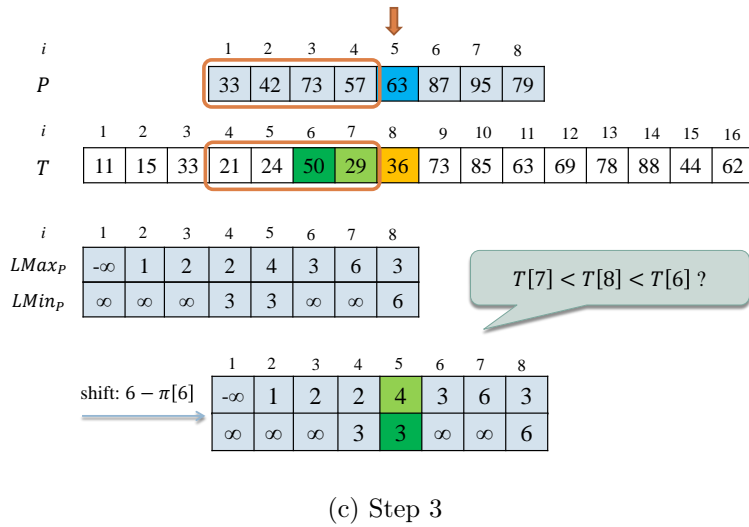 i 1 2 3 4 5 6 7 8
P 33 42 73 57 63 87 95 79
i 1 2 3 4 5 6 7 8 9 10 11 12 13 14 15 16
T 11 15 33 21 24 50 29 36 73 85 63 69 78 88 44 62
i 1 2 3 4 5 6 7 8
LMax_P -∞ 1 2 2 4 3 6 3
LMin_P ∞ ∞ ∞ 3 3 ∞ ∞ 6
T[7] < T[8] < T[6] ?
1 2 3 4 5 6 7 8
shift: 6 − π[6]
-∞ 1 2 2 4 3 6 3
∞ ∞ ∞ 3 3 ∞ ∞ 6
(c) Step 3